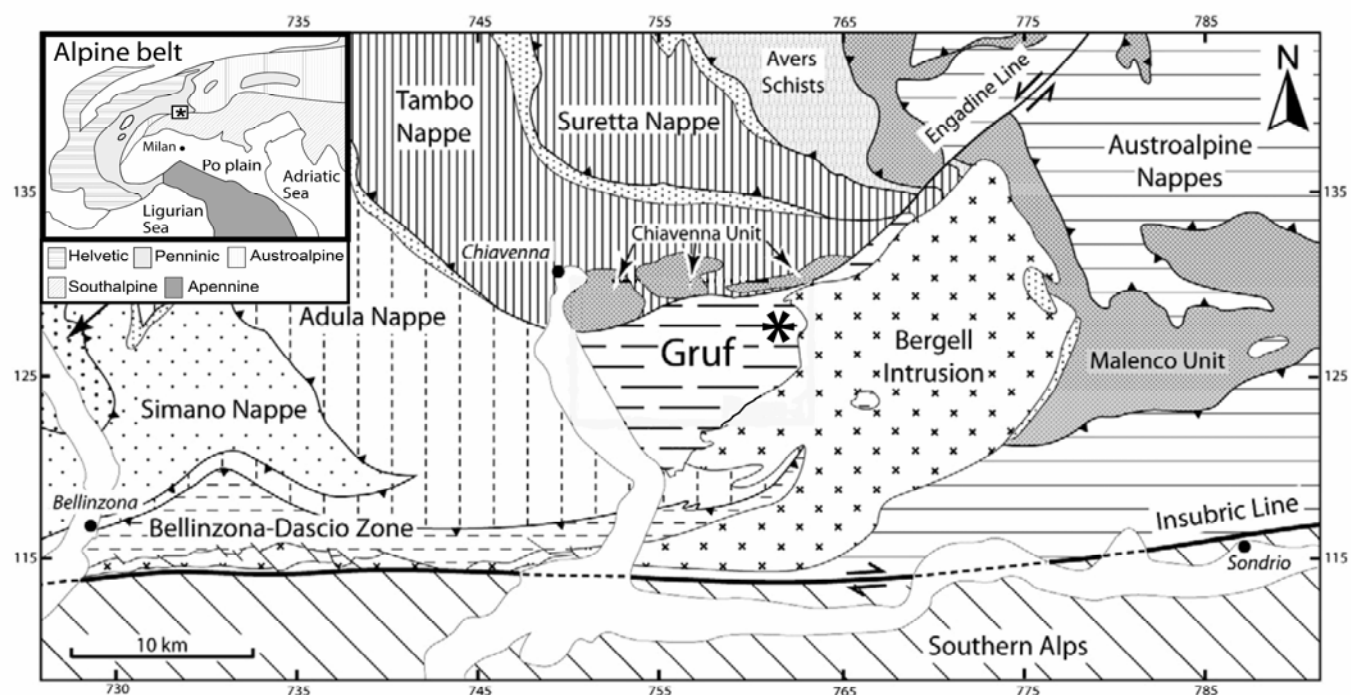 735 745 755 765 775 785
Alpine belt
Milan
Po plain
Adriatic
Sea
Ligurian
Sea
Helvetic Penninic Austroalpine
Southalpine Apennine
N
Avers
Schists
Engadine Line
Tambo
Nappe
Suretta Nappe
Austroalpine
Nappes
135 135
Chiavenna Unit
Chiavenna
Adula Nappe
*
Gruf
Bergell
Intrusion
Malenco Unit
125 125
Simano Nappe
Bellinzona
Bellinzona-Dascio Zone
Insubric Line
115 115
Sondrio
10 km
Southern Alps
730 735 745 755 765 775 785